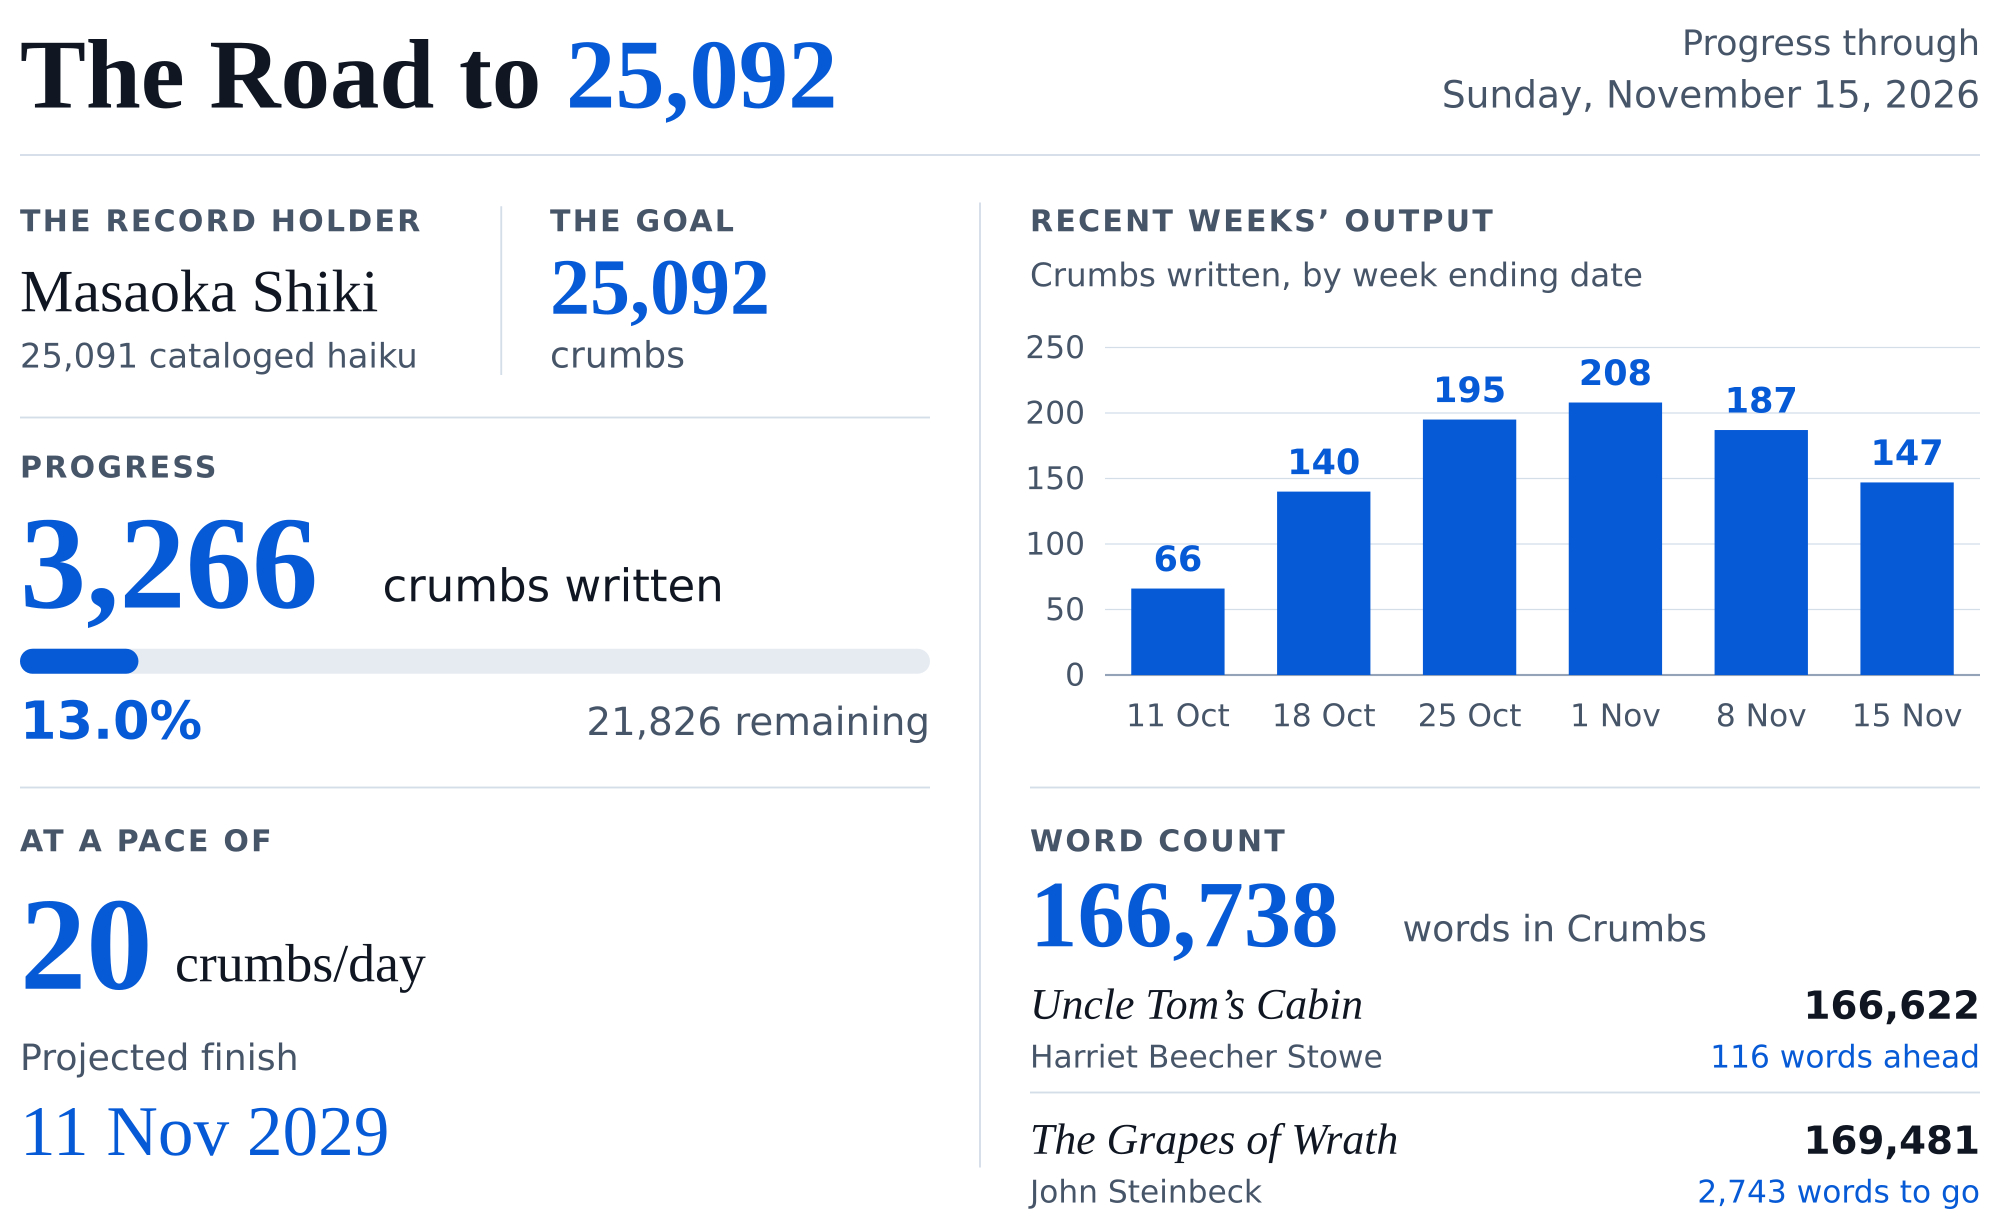 The Road to 25,092
Progress through
Sunday, November 15, 2026
THE RECORD HOLDER
Masaoka Shiki
25,091 cataloged haiku
THE GOAL
25,092
crumbs
PROGRESS
3,266 crumbs written
13.0%
21,826 remaining
AT A PACE OF
20 crumbs/day
Projected finish
11 Nov 2029
RECENT WEEKS’ OUTPUT
Crumbs written, by week ending date
250
200
150
100
50
0
66
140
195
208
187
147
11 Oct
18 Oct
25 Oct
1 Nov
8 Nov
15 Nov
WORD COUNT
166,738 words in Crumbs
Uncle Tom’s Cabin
166,622
Harriet Beecher Stowe
116 words ahead
The Grapes of Wrath
169,481
John Steinbeck
2,743 words to go